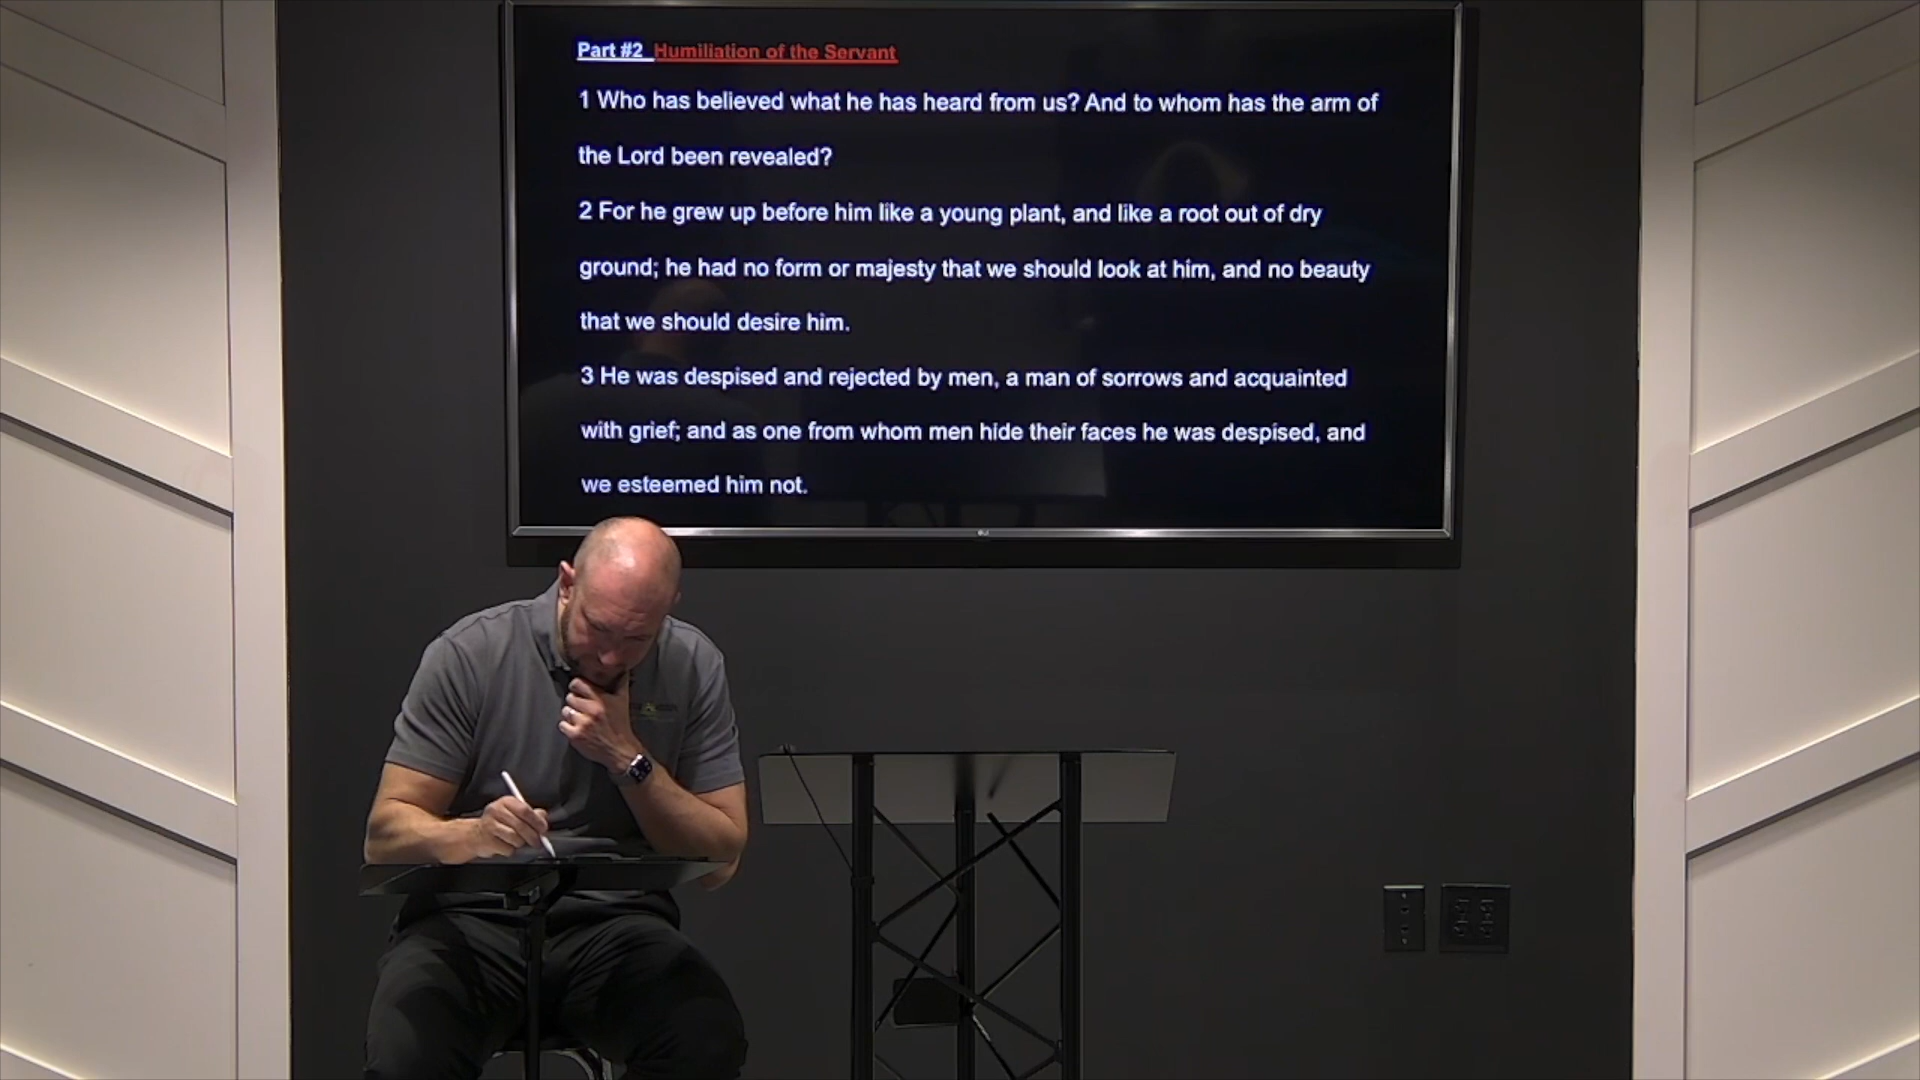 Part #2 Humiliation of the Servant
1 Who has believed what he has heard from us? And to whom has the arm of
the Lord been revealed?
2 For he grew up before him like a young plant, and like a root out of dry
ground; he had no form or majesty that we should look at him, and no beauty
that we should desire him.
3 He was despised and rejected by men, a man of sorrows and acquainted
with grief; and as one from whom men hide their faces he was despised, and
we esteemed him not.